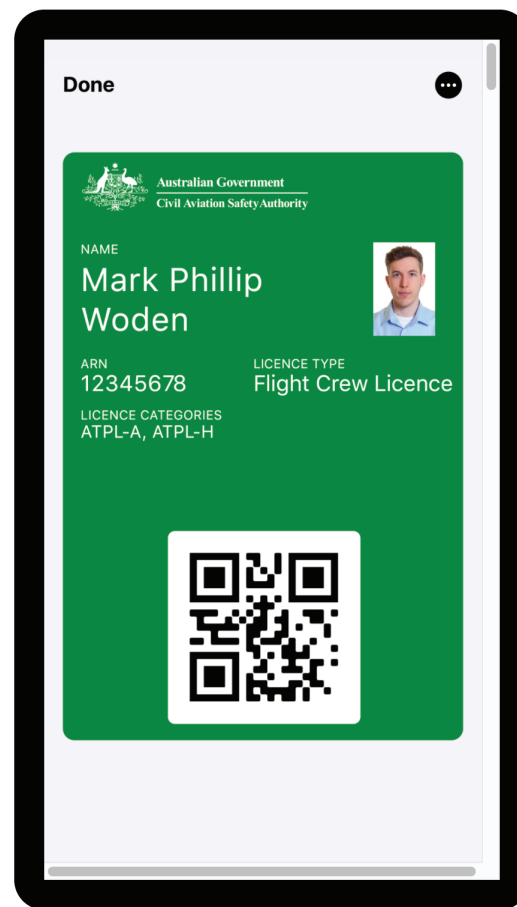 Done
Australian Government
Civil Aviation Safety Authority
NAME
Mark Phillip
Woden
ARN
LICENCE TYPE
12345678
Flight Crew Licence
LICENCE CATEGORIES
ATPL-A, ATPL-H